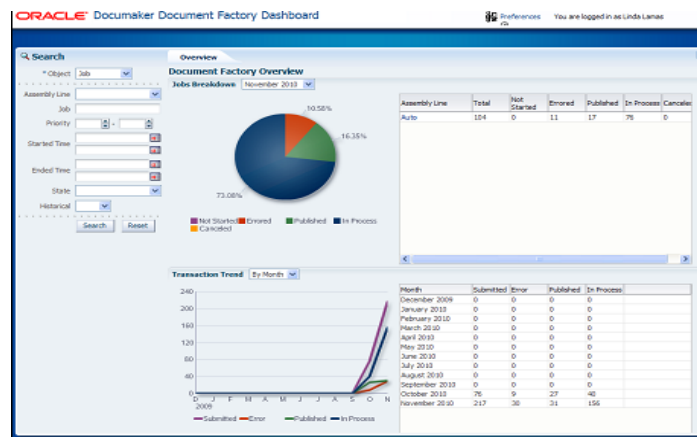 ORACLE Documaker Document Factory Dashboard
Preferences You are logged in as Linda Lamas
Search
* Object Job
Assembly Line
Job
Priority -
Started Time
Ended Time
State
Historical
Search Reset
Overview
Document Factory Overview
Jobs Breakdown November 2010
10.58%
16.35%
73.08%
Not Started Errored Published In Process
Canceled
Assembly Line Total Not Started Errored Published In Process Canceled
Auto 104 0 11 17 76 0
Transaction Trend By Month
240
200
160
120
80
40
0
D J F M A M J J A S O N
2009
Submitted Error Published In Process
Month Submitted Error Published In Process
December 2009 0 0 0 0
January 2010 0 0 0 0
February 2010 0 0 0 0
March 2010 0 0 0 0
April 2010 0 0 0 0
May 2010 0 0 0 0
June 2010 0 0 0 0
July 2010 0 0 0 0
August 2010 0 0 0 0
September 2010 0 0 0 0
October 2010 76 9 27 40
November 2010 217 30 31 156